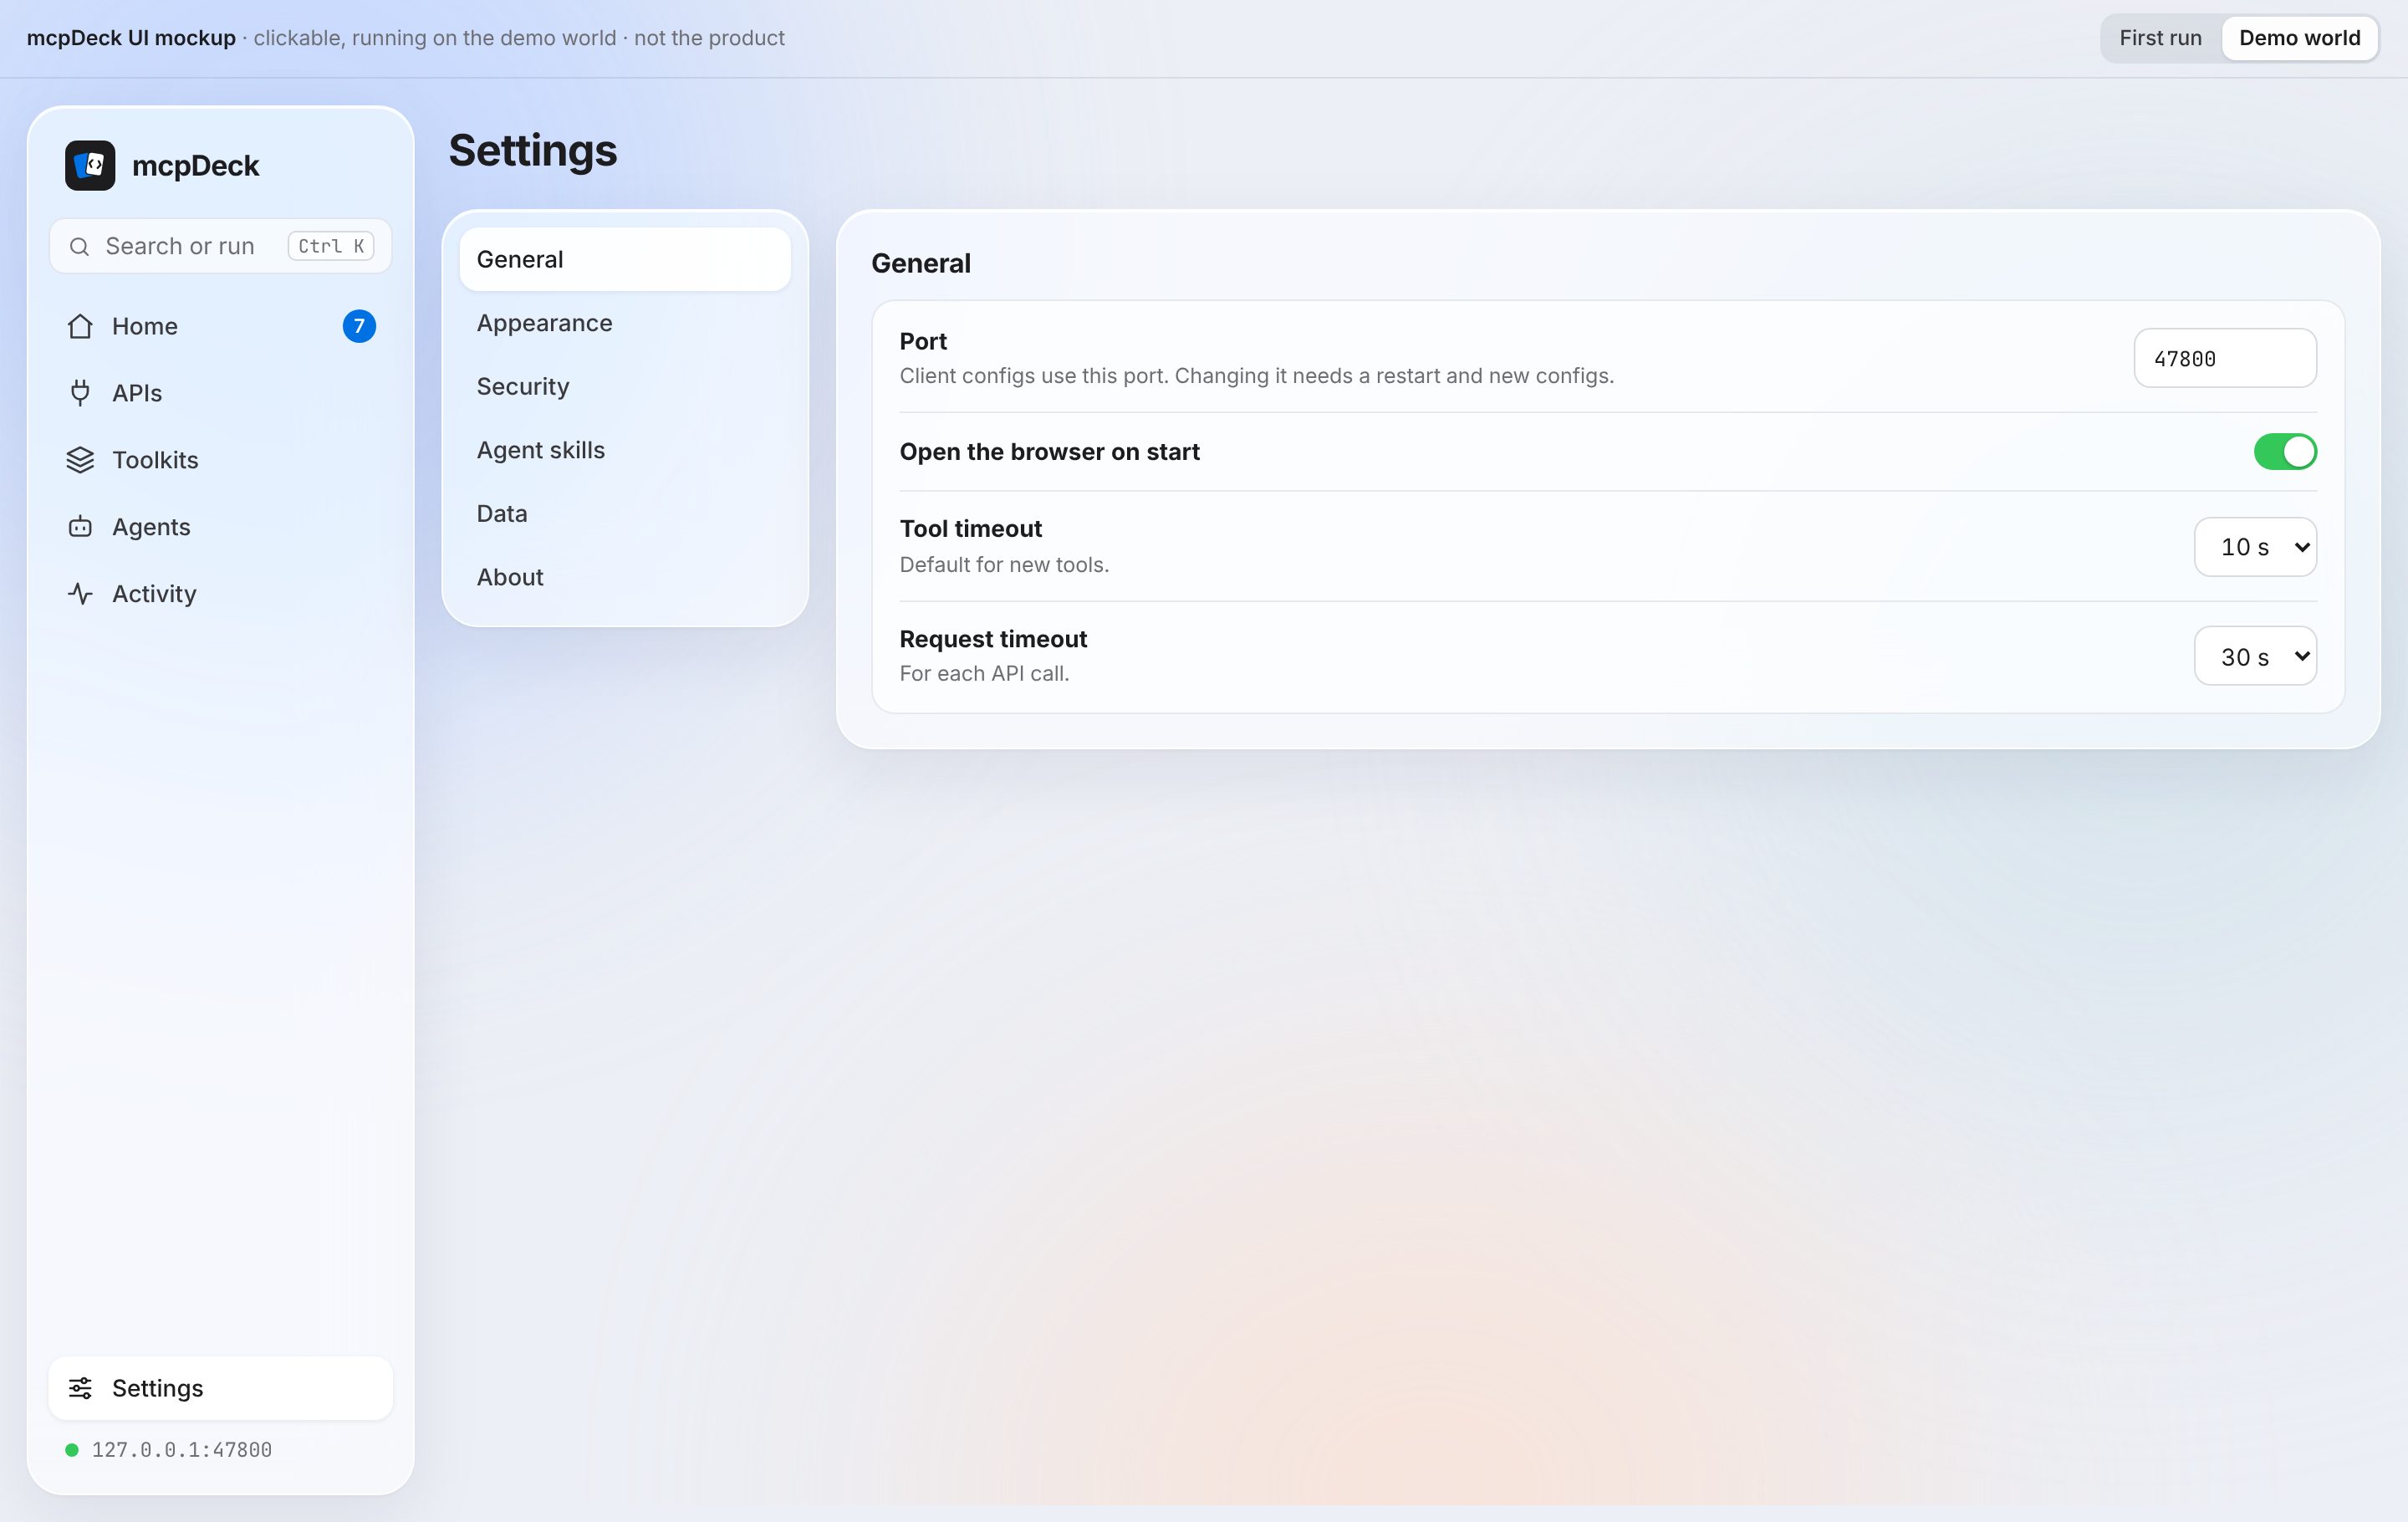 mcpDeck UI mockup · clickable, running on the demo world · not the product
First run
Demo world
mcpDeck
Search or run
Ctrl K
Home
7
APIs
Toolkits
Agents
Activity
Settings
127.0.0.1:47800
Settings
General
Appearance
Security
Agent skills
Data
About
General
Port
Client configs use this port. Changing it needs a restart and new configs.
47800
Open the browser on start
Tool timeout
Default for new tools.
10 s
Request timeout
For each API call.
30 s